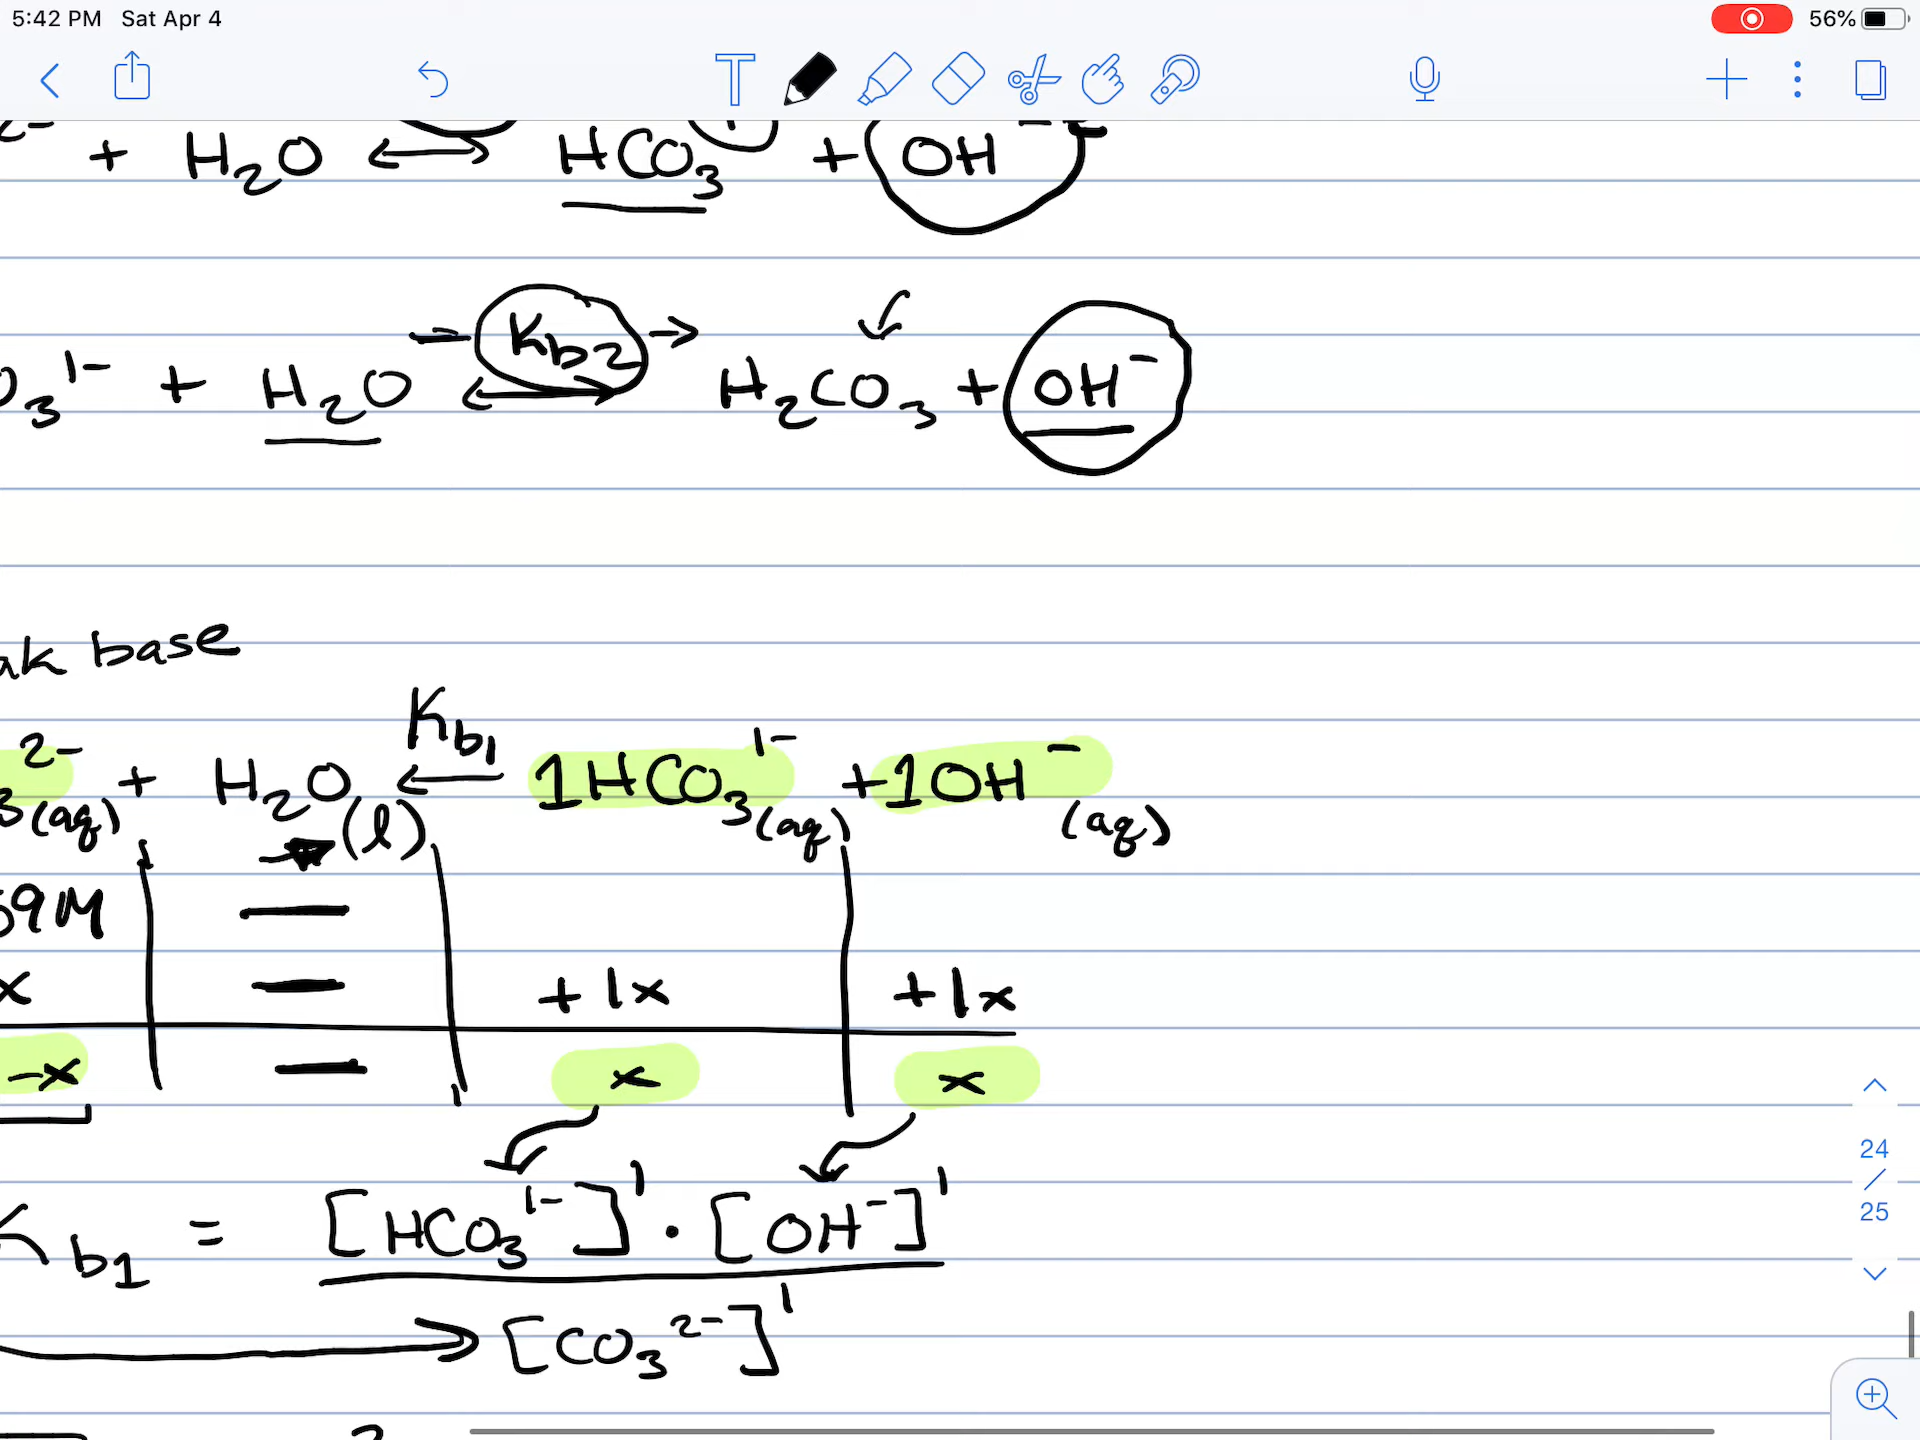 5:42 PM Sat Apr 4 56%
T
2- + H2O ⟷ HCO3 + OH-
Kb2
O3 1- + H2O ⟷ H2CO3 + OH-
base
Kb1
2- 3(aq) + H2O(l) ← 1HCO3 1-(aq) + 1OH-(aq)
9M — 
x — +1x +1x
-x — x x
Kb1 = [HCO3 1-]1 · [OH-]1
→ [CO3 2-]1
24
/
25